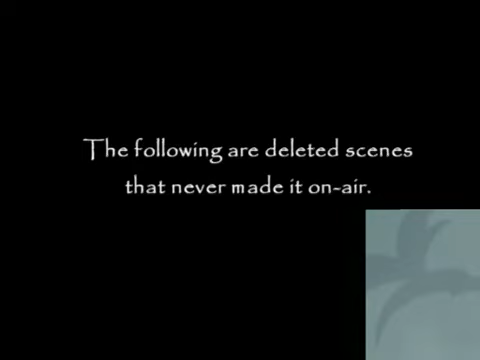 The following are deleted scenes
that never made it on-air.